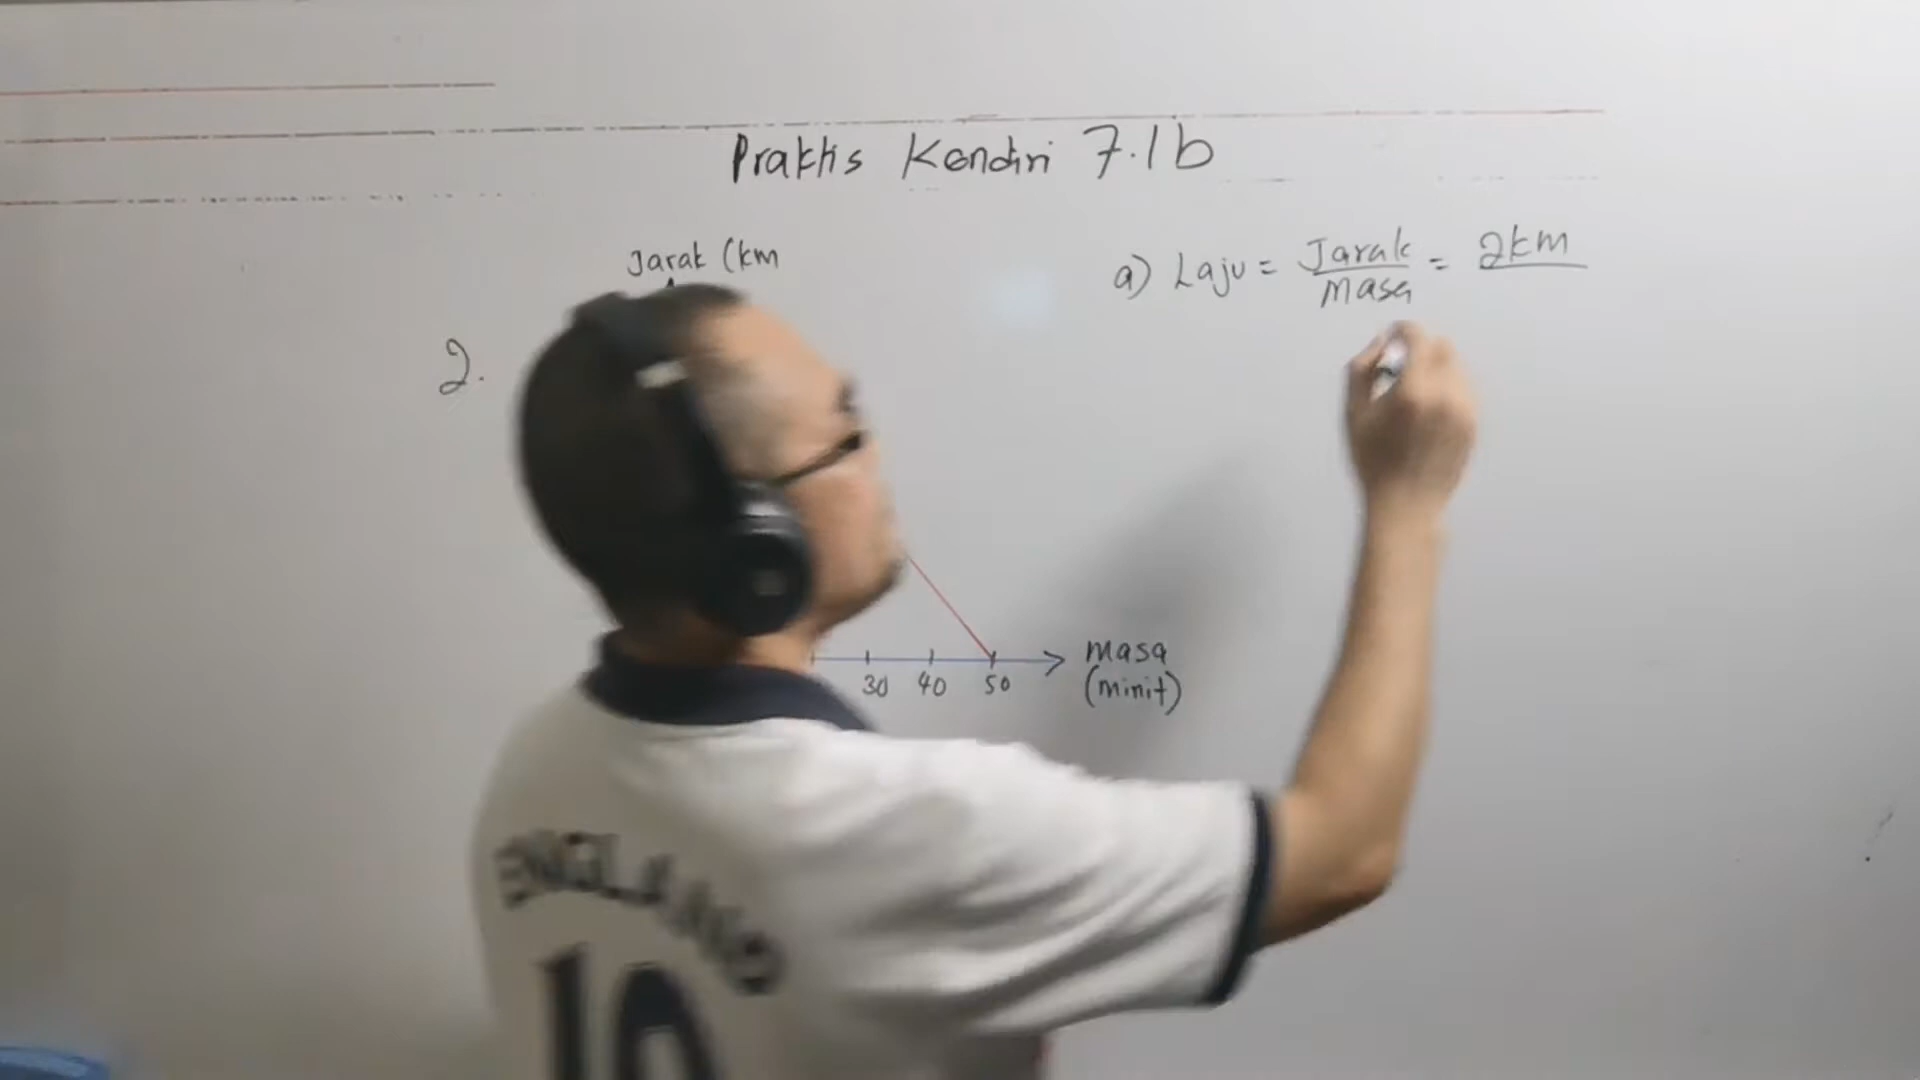 Praktis Kendiri 7.1b
Jarak (km
2.
30 40 50
masa
(minit)
a) Laju = Jarak / masa = 2km
ENGLAND
10